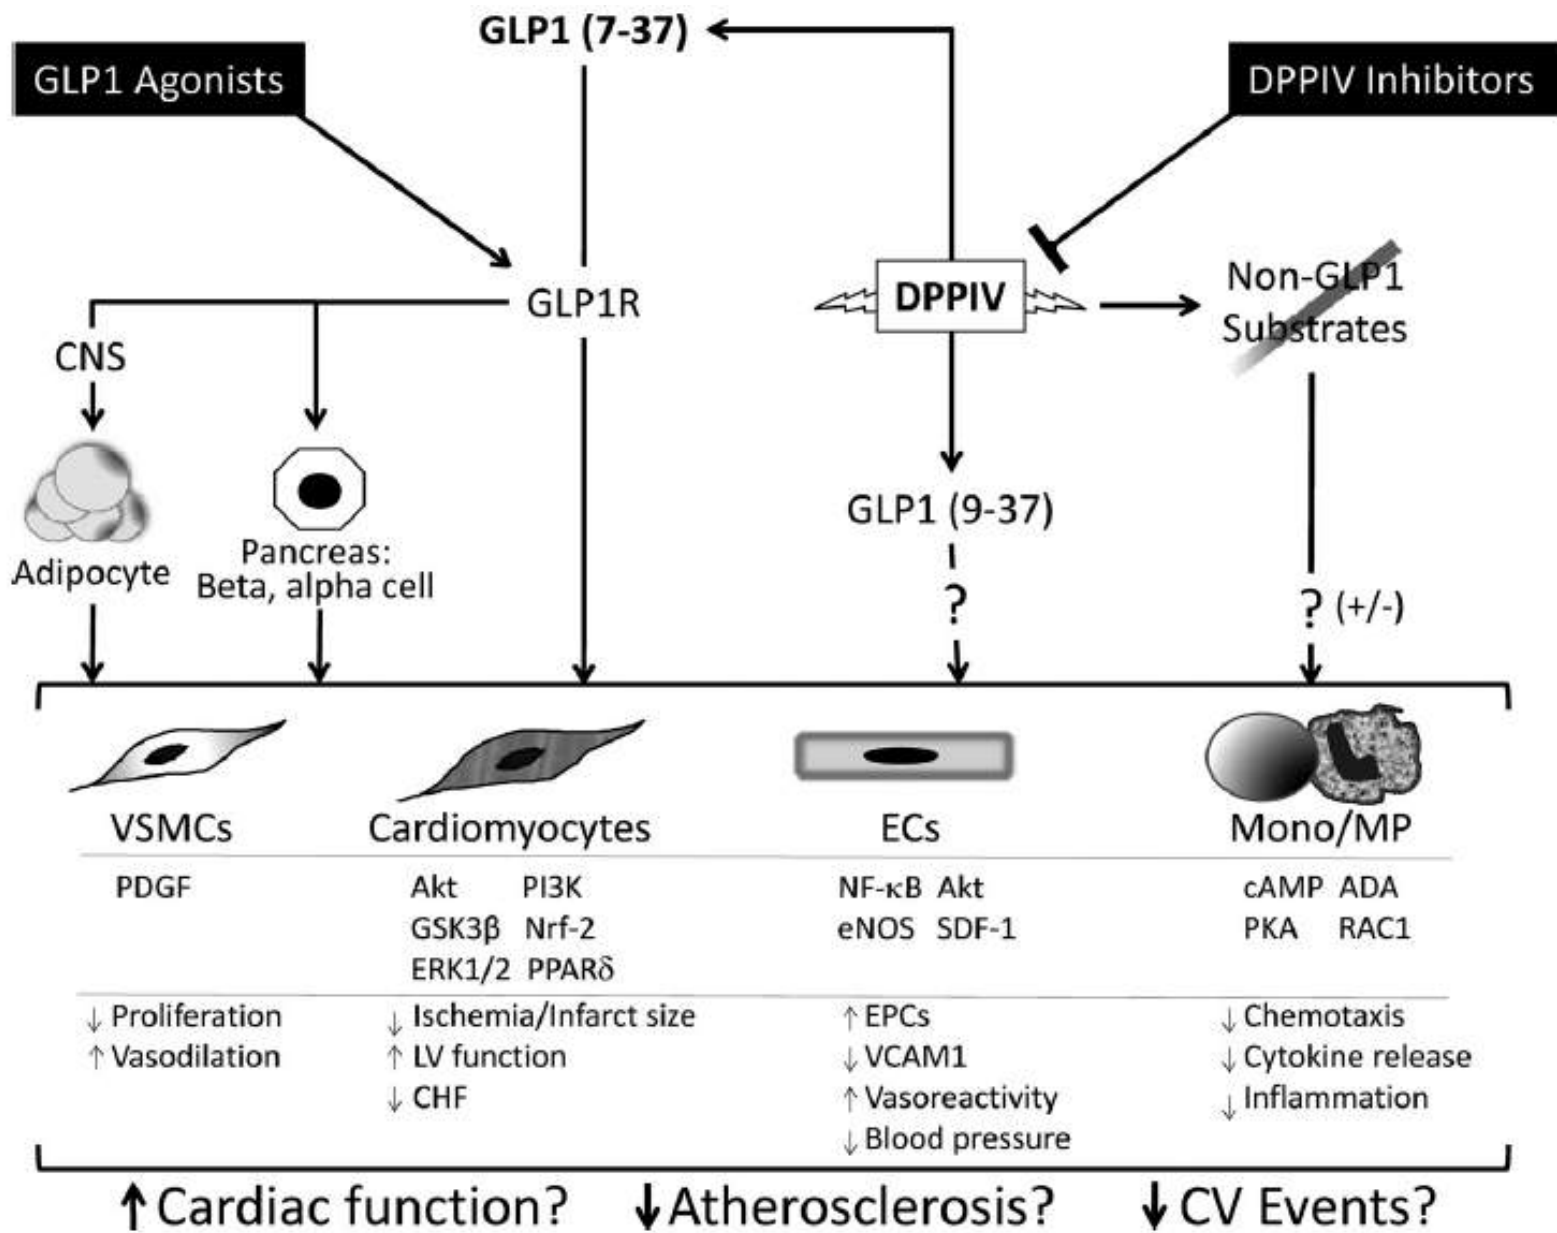 GLP1 (7-37)
GLP1 Agonists
DPPIV Inhibitors
GLP1R
DPPIV
Non-GLP1
Substrates
CNS
Adipocyte
Pancreas:
Beta, alpha cell
GLP1 (9-37)
?
? (+/-)
VSMCs
Cardiomyocytes
ECs
Mono/MP
PDGF
Akt PI3K
GSK3β Nrf-2
ERK1/2 PPARδ
NF-κB Akt
eNOS SDF-1
cAMP ADA
PKA RAC1
↓ Proliferation
↑ Vasodilation
↓ Ischemia/Infarct size
↑ LV function
↓ CHF
↑ EPCs
↓ VCAM1
↑ Vasoreactivity
↓ Blood pressure
↓ Chemotaxis
↓ Cytokine release
↓ Inflammation
↑ Cardiac function? ↓ Atherosclerosis? ↓ CV Events?